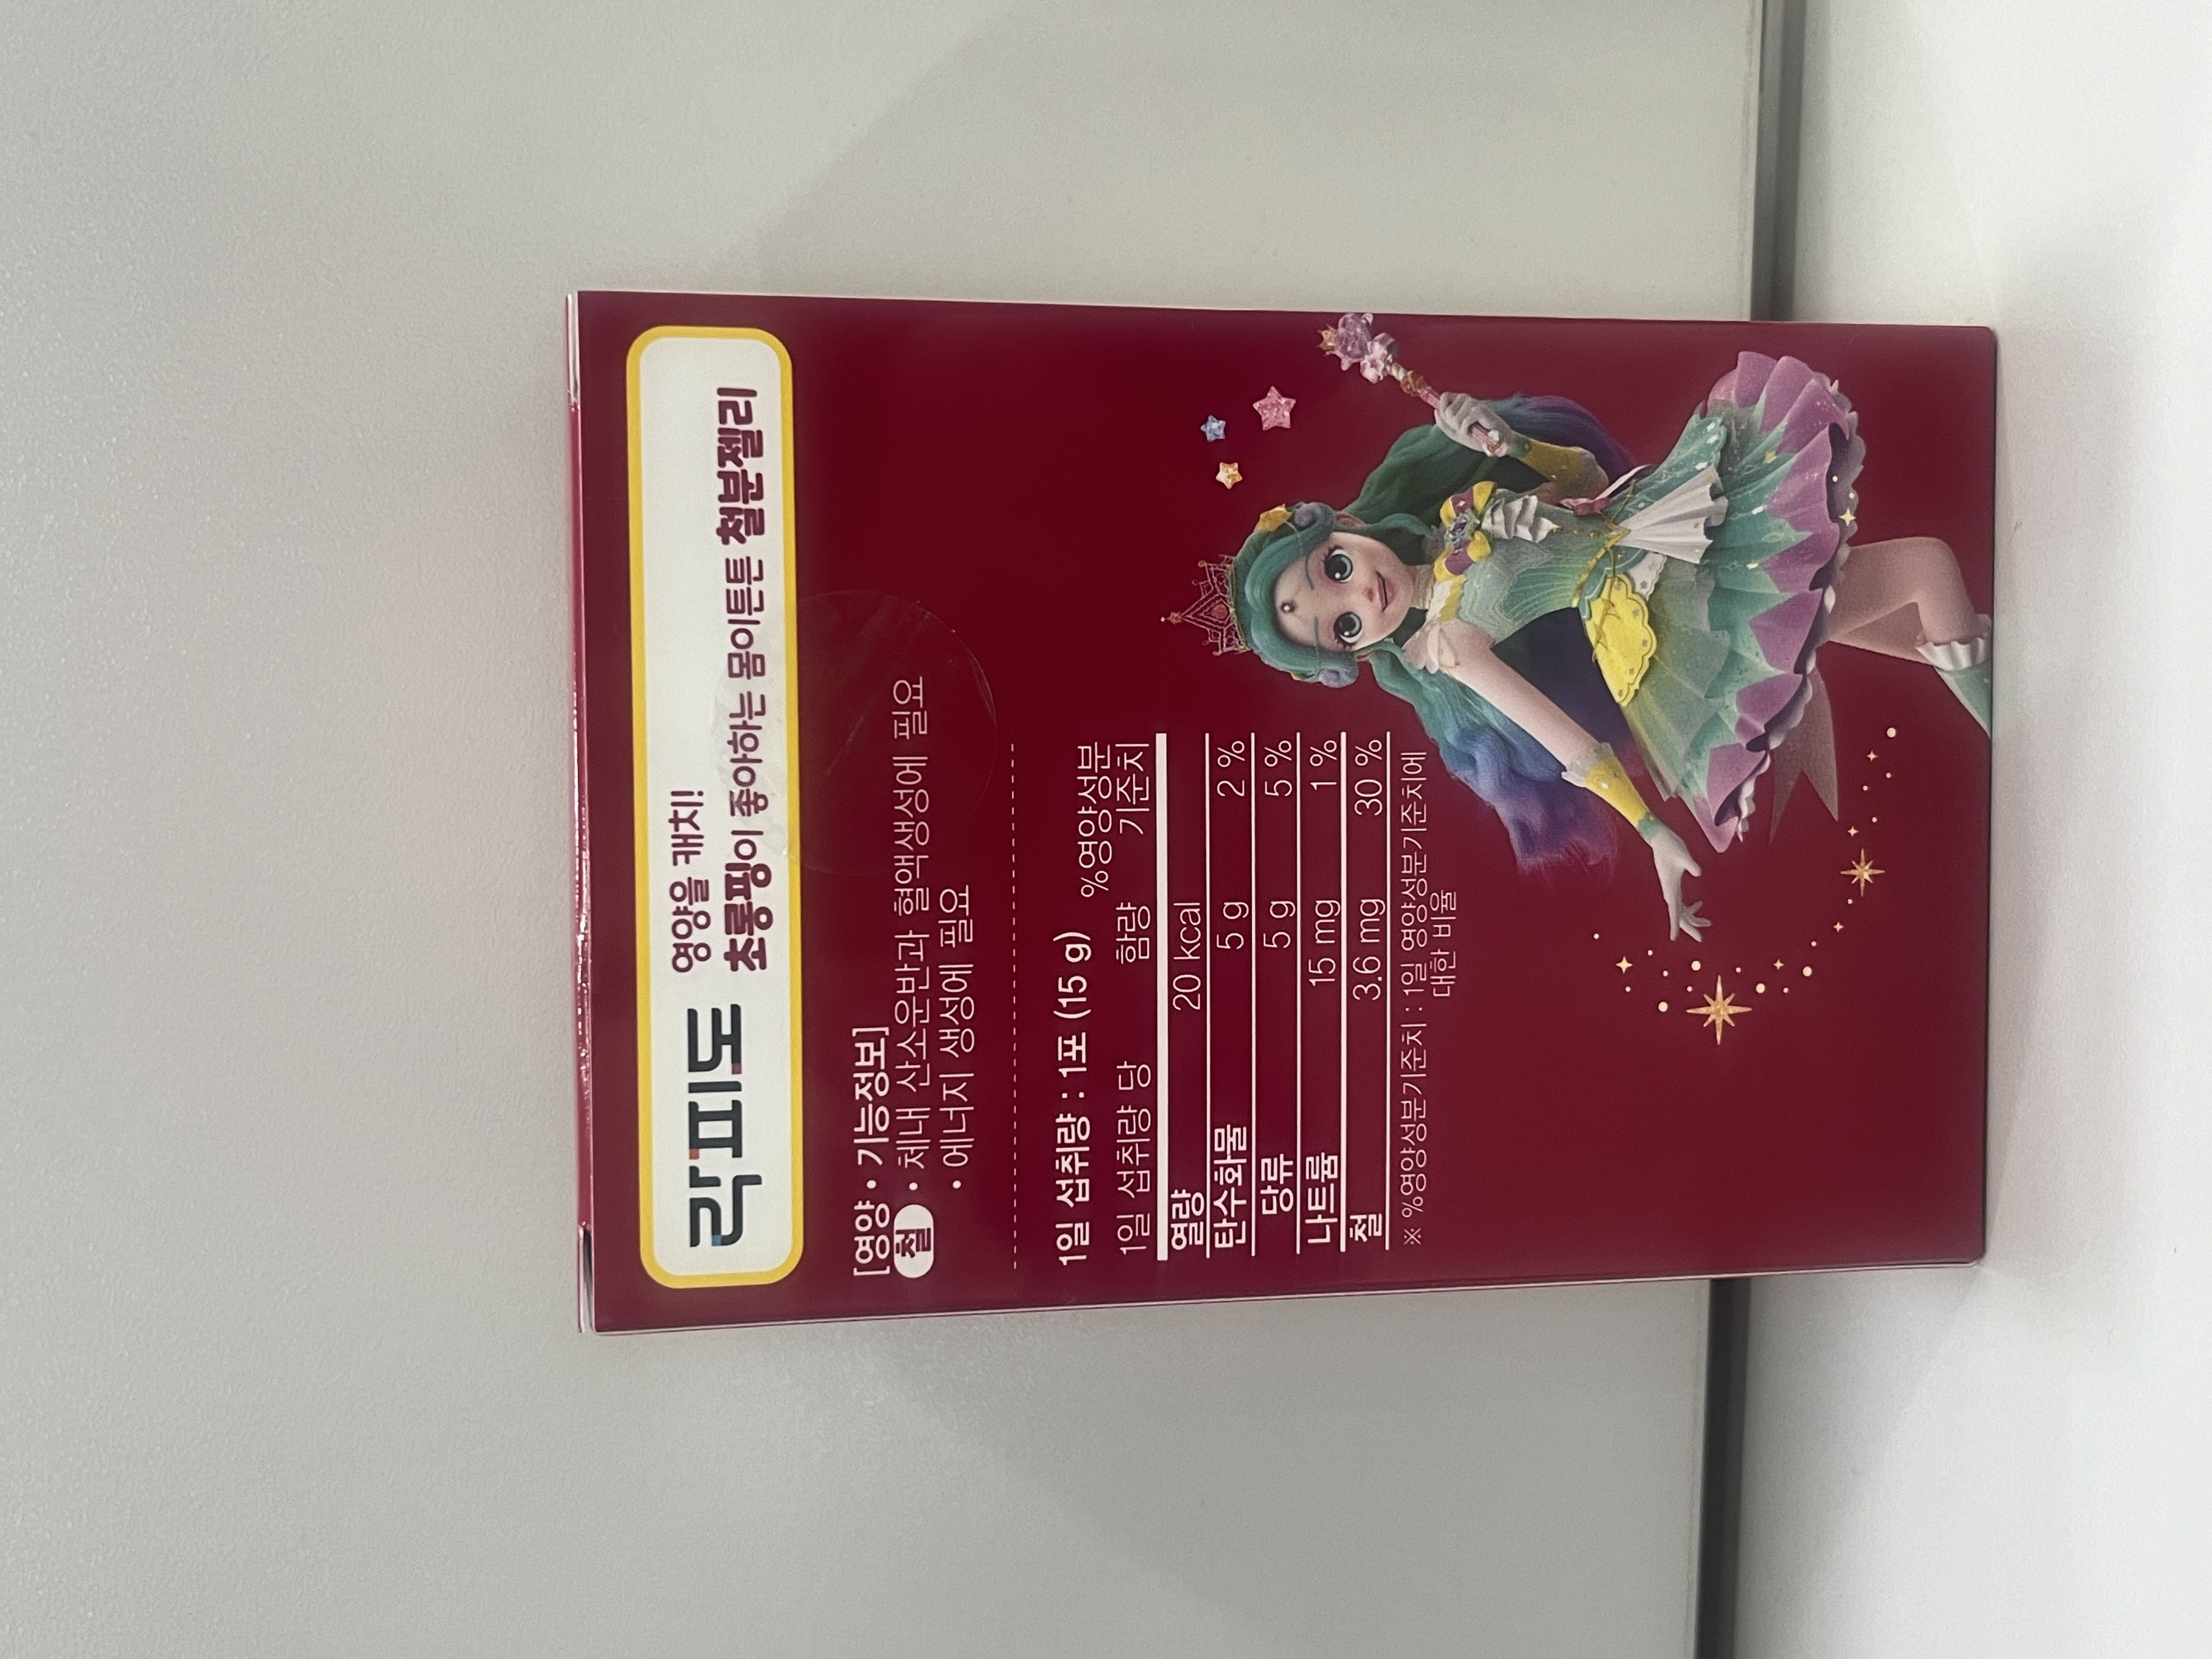 락피도
영양을 캐치!
초롱핑이 좋아하는 몸이튼튼 철분젤리
[영양 • 기능정보]
철 • 체내 산소운반과 혈액생성에 필요
• 에너지 생성에 필요
1일 섭취량 : 1포 (15 g)
1일 섭취량 당 함량 %영양성분 기준치
열량 20 kcal
탄수화물 5 g 2 %
당류 5 g 5 %
나트륨 15 mg 1 %
철 3.6 mg 30 %
※ %영양성분기준치 : 1일 영양성분기준치에
대한 비율